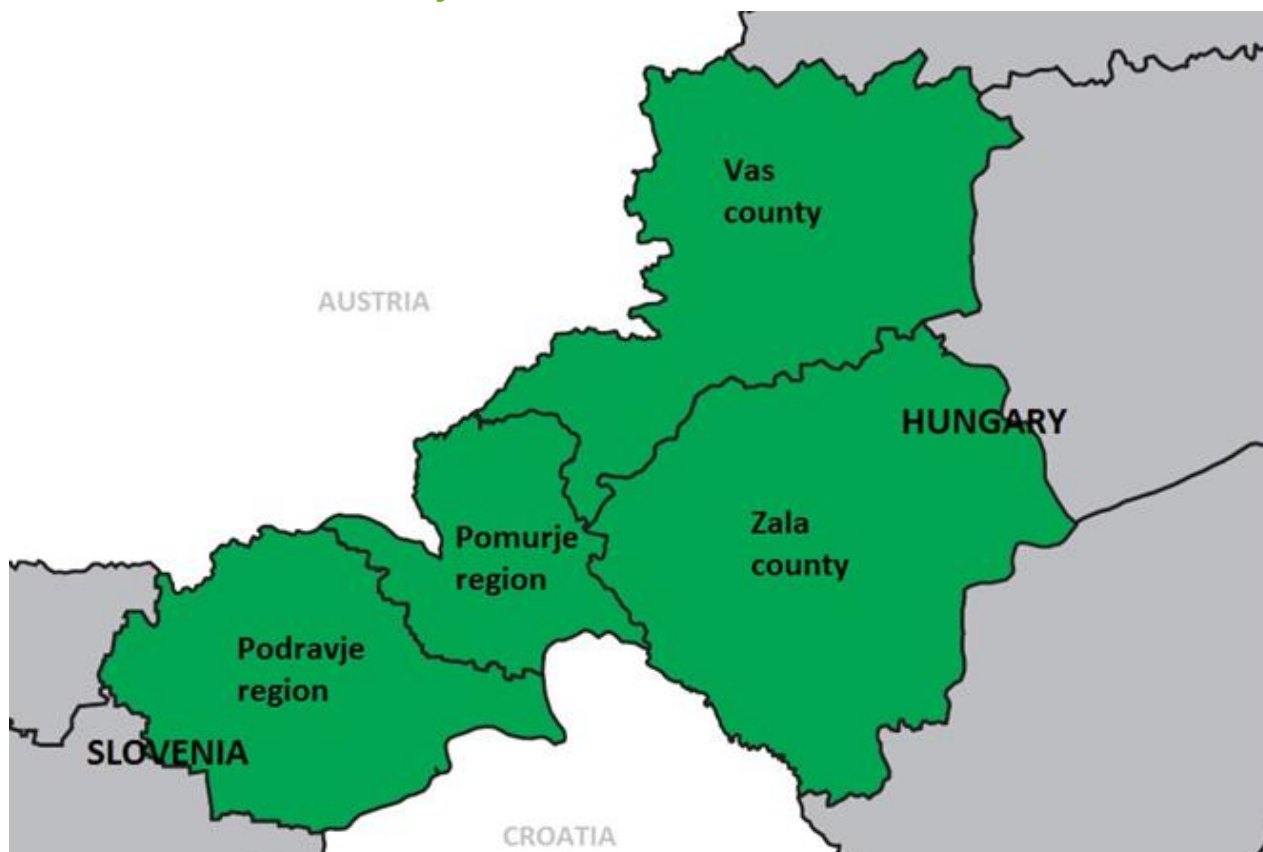 Vas
county
AUSTRIA
HUNGARY
Zala
county
Pomurje
region
Podravje
region
SLOVENIA
CROATIA